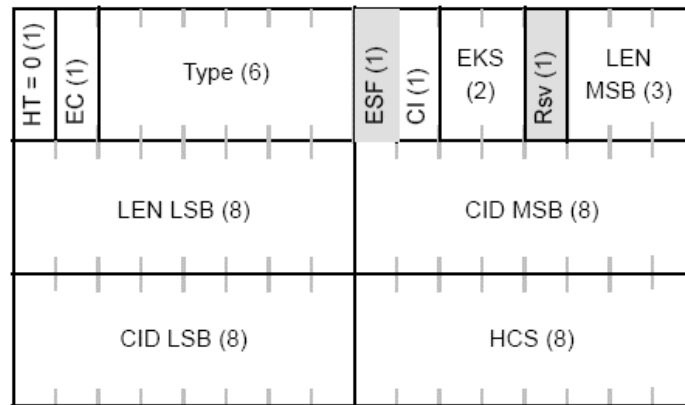 HT = 0 (1)
EC (1)
Type (6)
ESF (1)
CI (1)
EKS
(2)
Rsv (1)
LEN
MSB (3)
LEN LSB (8)
CID MSB (8)
CID LSB (8)
HCS (8)